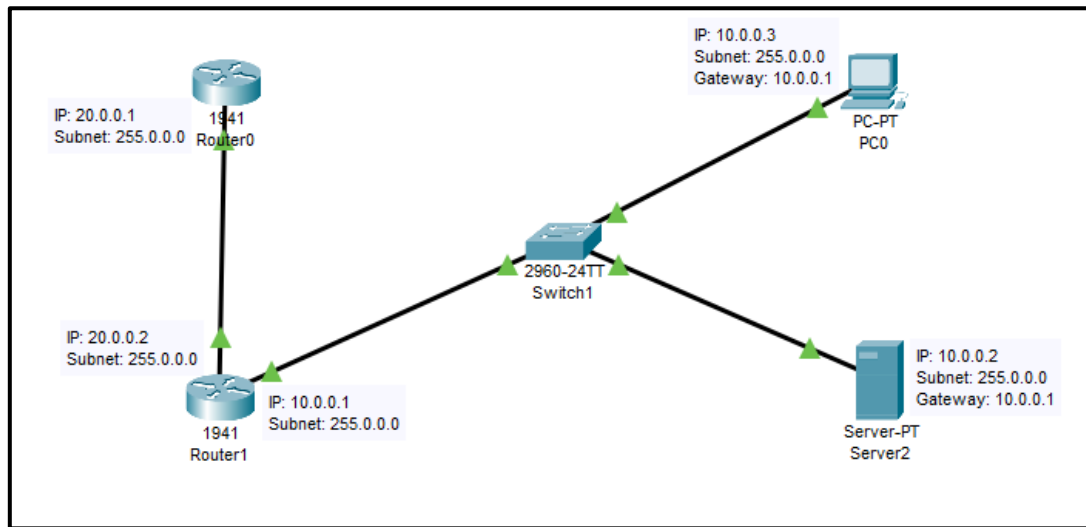 IP: 10.0.0.3
Subnet: 255.0.0.0
Gateway: 10.0.0.1
PC-PT
PC0
IP: 20.0.0.1
Subnet: 255.0.0.0
1941
Router0
2960-24TT
Switch1
IP: 20.0.0.2
Subnet: 255.0.0.0
IP: 10.0.0.1
Subnet: 255.0.0.0
1941
Router1
IP: 10.0.0.2
Subnet: 255.0.0.0
Gateway: 10.0.0.1
Server-PT
Server2